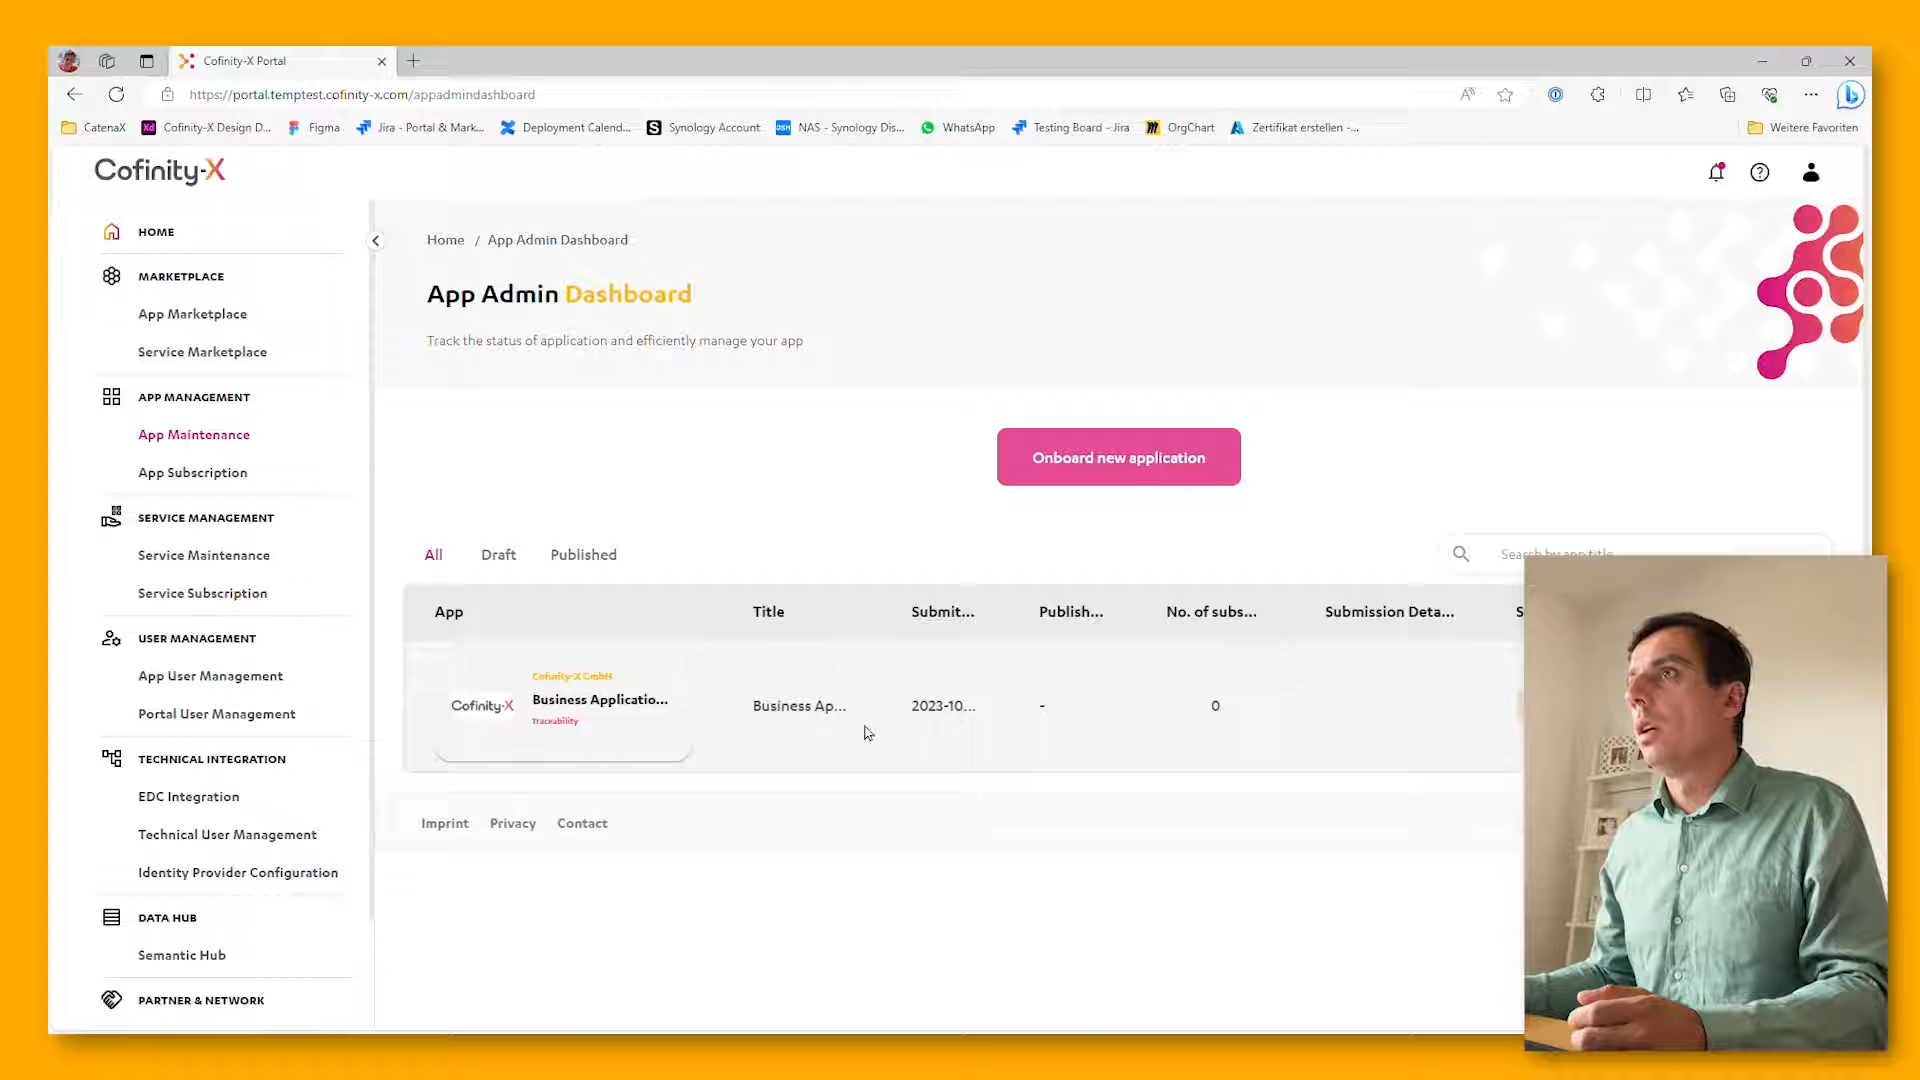 Cofinity-X Portal
https://portal.temptest.cofinity-x.com/appadmindashboard
CatenaX
Cofinity-X Design D...
Figma
Jira - Portal & Mark...
Deployment Calend...
Synology Account
NAS - Synology Dis...
WhatsApp
Testing Board - Jira
OrgChart
Zertifikat erstellen -...
Weitere Favoriten
Cofinity-X
HOME
MARKETPLACE
App Marketplace
Service Marketplace
APP MANAGEMENT
App Maintenance
App Subscription
SERVICE MANAGEMENT
Service Maintenance
Service Subscription
USER MANAGEMENT
App User Management
Portal User Management
TECHNICAL INTEGRATION
EDC Integration
Technical User Management
Identity Provider Configuration
DATA HUB
Semantic Hub
PARTNER & NETWORK
Home / App Admin Dashboard
App Admin Dashboard
Track the status of application and efficiently manage your app
Onboard new application
All Draft Published
Search by app title
App Title Submit... Publish... No. of subs... Submission Deta... S
Cofinity-X
Cofinity-X GmbH
Business Applicatio...
Traceability
Business Ap... 2023-10... - 0
Imprint Privacy Contact